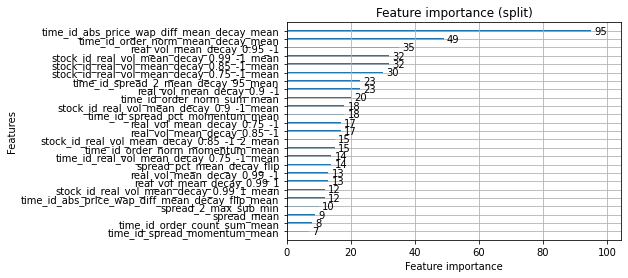 Feature importance (split)
time_id_abs_price_wap_diff_mean_decay_mean 95
time_id_order_norm_mean_decay_mean 49
real_vol_mean_decay_0.95_-1 35
stock_id_real_vol_mean_decay_0.99_-1_mean 32
stock_id_real_vol_mean_decay_0.85_-1_mean 32
stock_id_real_vol_mean_decay_0.75_-1_mean 30
time_id_spread_2_mean_decay_95_mean 23
real_vol_mean_decay_0.9_-1 23
time_id_order_norm_sum_mean 20
stock_id_real_vol_mean_decay_0.9_-1_mean 18
time_id_spread_pct_momentum_mean 18
real_vol_mean_decay_0.75_-1 17
real_vol_mean_decay_0.85_-1 17
stock_id_real_vol_mean_decay_0.85_-1_2_mean 15
time_id_order_norm_momentum_mean 15
time_id_real_vol_mean_decay_0.75_-1_mean 14
spread_pct_mean_decay_flip 14
real_vol_mean_decay_0.99_-1 13
real_vol_mean_decay_0.99_1 13
stock_id_real_vol_mean_decay_0.99_1_mean 12
time_id_abs_price_wap_diff_mean_decay_flip_mean 12
spread_2_max_sub_min 10
spread_mean 9
time_id_order_count_sum_mean 8
time_id_spread_momentum_mean 7
Features
0 20 40 60 80 100
Feature importance